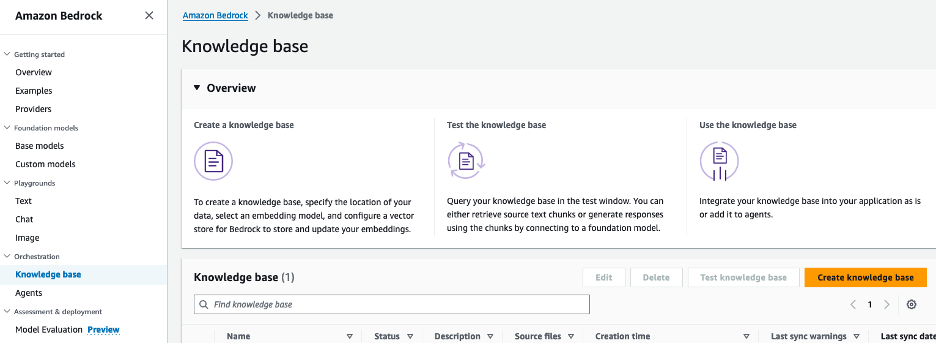 Amazon Bedrock
Amazon Bedrock > Knowledge base
Knowledge base
Getting started
Overview
Examples
Providers
Foundation models
Base models
Custom models
Playgrounds
Text
Chat
Image
Orchestration
Knowledge base
Agents
Assessment & deployment
Model Evaluation Preview
Overview
Create a knowledge base
To create a knowledge base, specify the location of your
data, select an embedding model, and configure a vector
store for Bedrock to store and update your embeddings.
Test the knowledge base
Query your knowledge base in the test window. You can
either retrieve source text chunks or generate responses
using the chunks by connecting to a foundation model.
Use the knowledge base
Integrate your knowledge base into your application as is
or add it to agents.
Knowledge base (1)
Edit
Delete
Test knowledge base
Create knowledge base
Find knowledge base
1
Name
Status
Description
Source files
Creation time
Last sync warnings
Last sync date